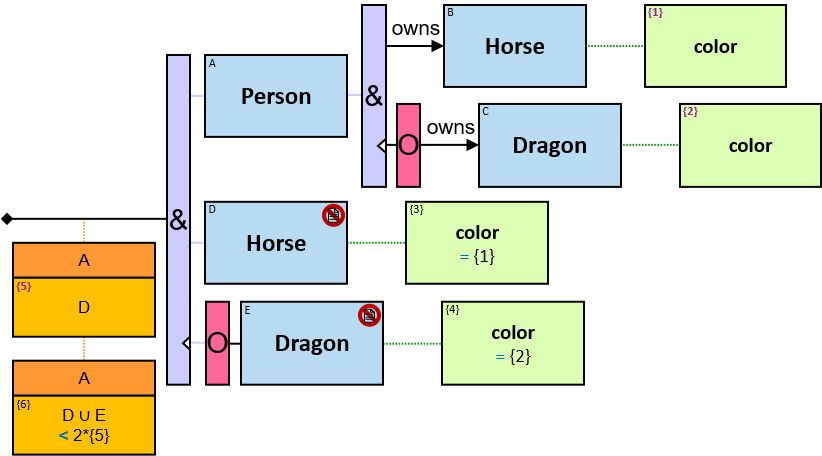 owns
B
Horse
{1}
color
A
Person
&
O
owns
C
Dragon
{2}
color
&
D
Horse
{3}
color
= {1}
A
{5}
D
O
E
Dragon
{4}
color
= {2}
A
{6}
D ∪ E
< 2*{5}